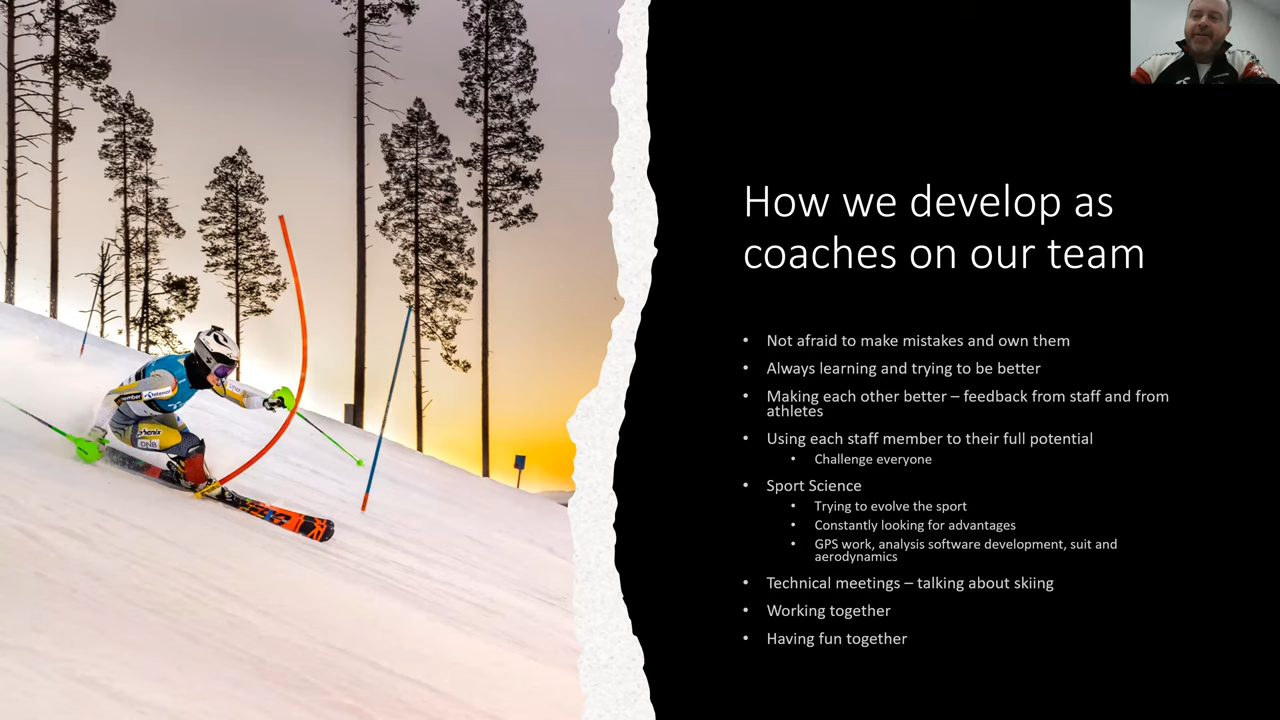 How we develop as
coaches on our team
• Not afraid to make mistakes and own them
• Always learning and trying to be better
• Making each other better – feedback from staff and from
athletes
• Using each staff member to their full potential
• Challenge everyone
• Sport Science
• Trying to evolve the sport
• Constantly looking for advantages
• GPS work, analysis software development, suit and
aerodynamics
• Technical meetings – talking about skiing
• Working together
• Having fun together
telenor
phenix
DNB